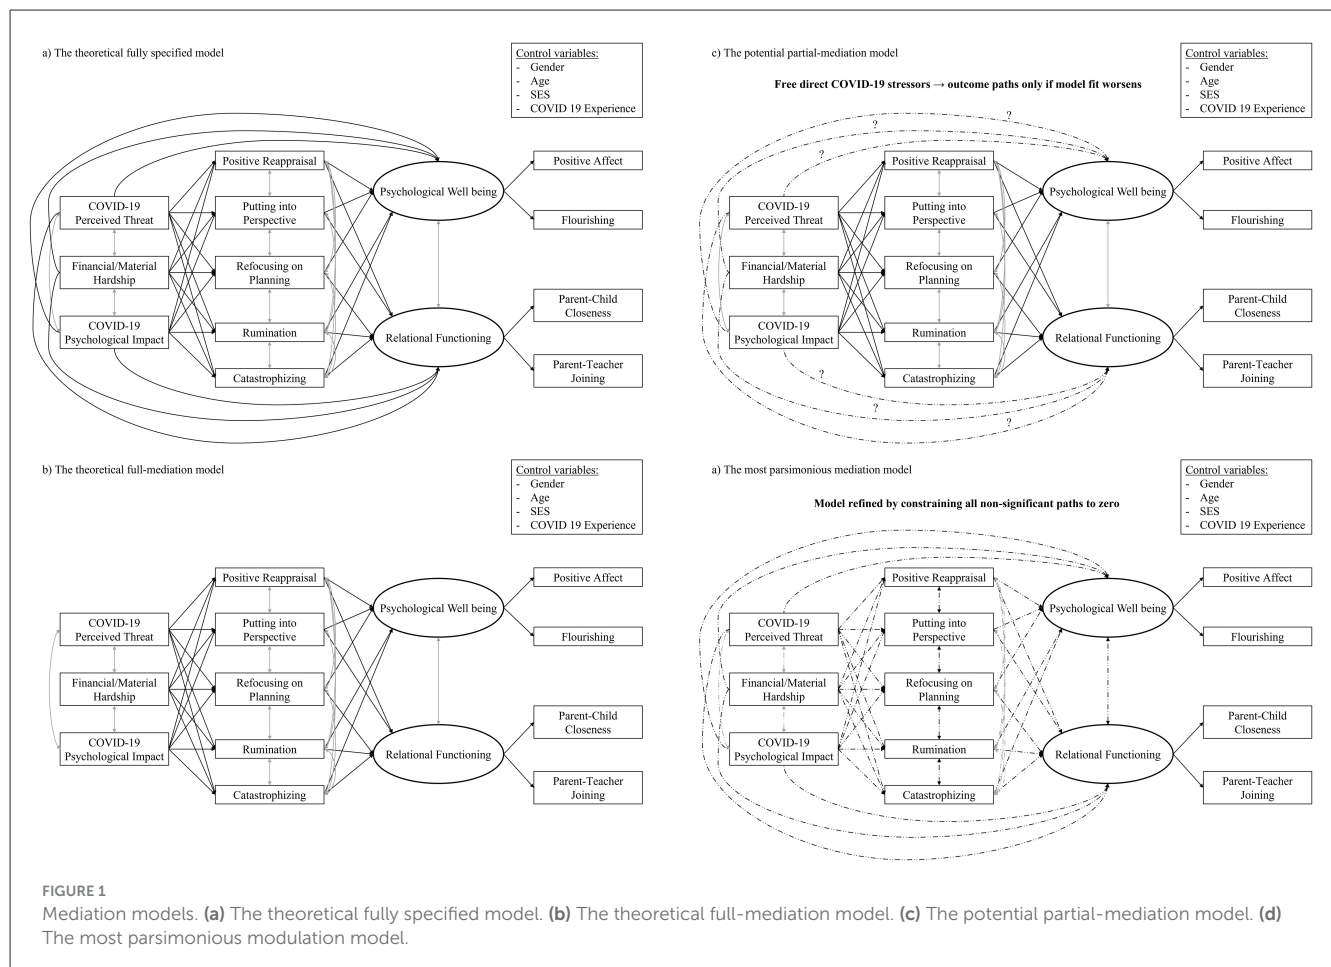 a) The theoretical fully specified model
Control variables:
- Gender
- Age
- SES
- COVID 19 Experience
Positive Reappraisal
Putting into
Perspective
Refocusing on
Planning
Rumination
Catastrophizing
COVID-19
Perceived Threat
Financial/Material
Hardship
COVID-19
Psychological Impact
Psychological Well being
Relational Functioning
Positive Affect
Flourishing
Parent-Child
Closeness
Parent-Teacher
Joining
c) The potential partial-mediation model
Control variables:
- Gender
- Age
- SES
- COVID 19 Experience
Free direct COVID-19 stressors → outcome paths only if model fit worsens
?
?
?
Positive Reappraisal
Putting into
Perspective
Refocusing on
Planning
Rumination
Catastrophizing
COVID-19
Perceived Threat
Financial/Material
Hardship
COVID-19
Psychological Impact
Psychological Well being
Relational Functioning
Positive Affect
Flourishing
Parent-Child
Closeness
Parent-Teacher
Joining
?
?
?
b) The theoretical full-mediation model
Control variables:
- Gender
- Age
- SES
- COVID 19 Experience
Positive Reappraisal
Putting into
Perspective
Refocusing on
Planning
Rumination
Catastrophizing
COVID-19
Perceived Threat
Financial/Material
Hardship
COVID-19
Psychological Impact
Psychological Well being
Relational Functioning
Positive Affect
Flourishing
Parent-Child
Closeness
Parent-Teacher
Joining
a) The most parsimonious mediation model
Control variables:
- Gender
- Age
- SES
- COVID 19 Experience
Model refined by constraining all non-significant paths to zero
Positive Reappraisal
Putting into
Perspective
Refocusing on
Planning
Rumination
Catastrophizing
COVID-19
Perceived Threat
Financial/Material
Hardship
COVID-19
Psychological Impact
Psychological Well being
Relational Functioning
Positive Affect
Flourishing
Parent-Child
Closeness
Parent-Teacher
Joining
FIGURE 1
Mediation models. (a) The theoretical fully specified model. (b) The theoretical full-mediation model. (c) The potential partial-mediation model. (d)
The most parsimonious modulation model.